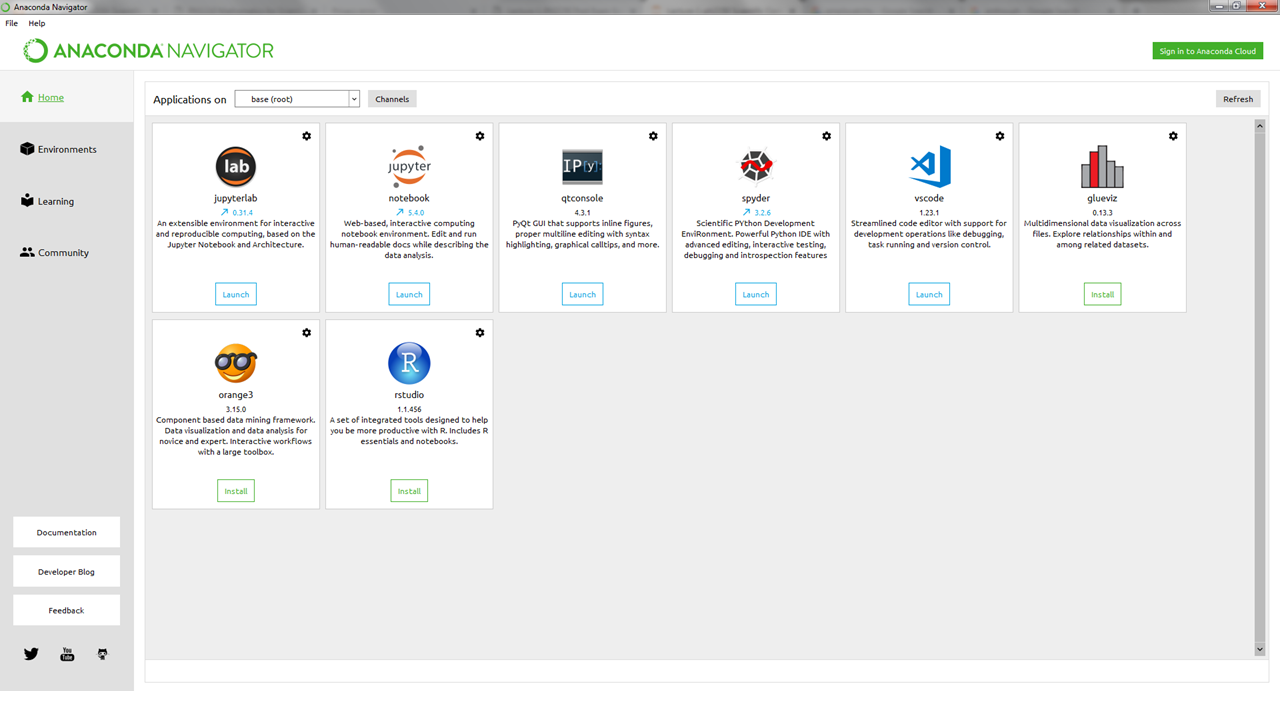 Anaconda Navigator
File Help
ANACONDA NAVIGATOR
Sign in to Anaconda Cloud
Home
Environments
Learning
Community
Documentation
Developer Blog
Feedback
You
Tube
Applications on base (root) Channels Refresh
lab
jupyterlab
0.31.4
An extensible environment for interactive
and reproducible computing, based on the
Jupyter Notebook and Architecture.
Launch
jupyter
notebook
5.4.0
Web-based, interactive computing
notebook environment. Edit and run
human-readable docs while describing the
data analysis.
Launch
IP[y]:
qtconsole
4.3.1
PyQt GUI that supports inline figures,
proper multiline editing with syntax
highlighting, graphical calltips, and more.
Launch
spyder
3.2.6
Scientific PYthon Development
EnviRonment. Powerful Python IDE with
advanced editing, interactive testing,
debugging and introspection features
Launch
vscode
1.23.1
Streamlined code editor with support for
development operations like debugging,
task running and version control.
Launch
glueviz
0.13.3
Multidimensional data visualization across
files. Explore relationships within and
among related datasets.
Install
orange3
3.15.0
Component based data mining framework.
Data visualization and data analysis for
novice and expert. Interactive workflows
with a large toolbox.
Install
R
rstudio
1.1.456
A set of integrated tools designed to help
you be more productive with R. Includes R
essentials and notebooks.
Install